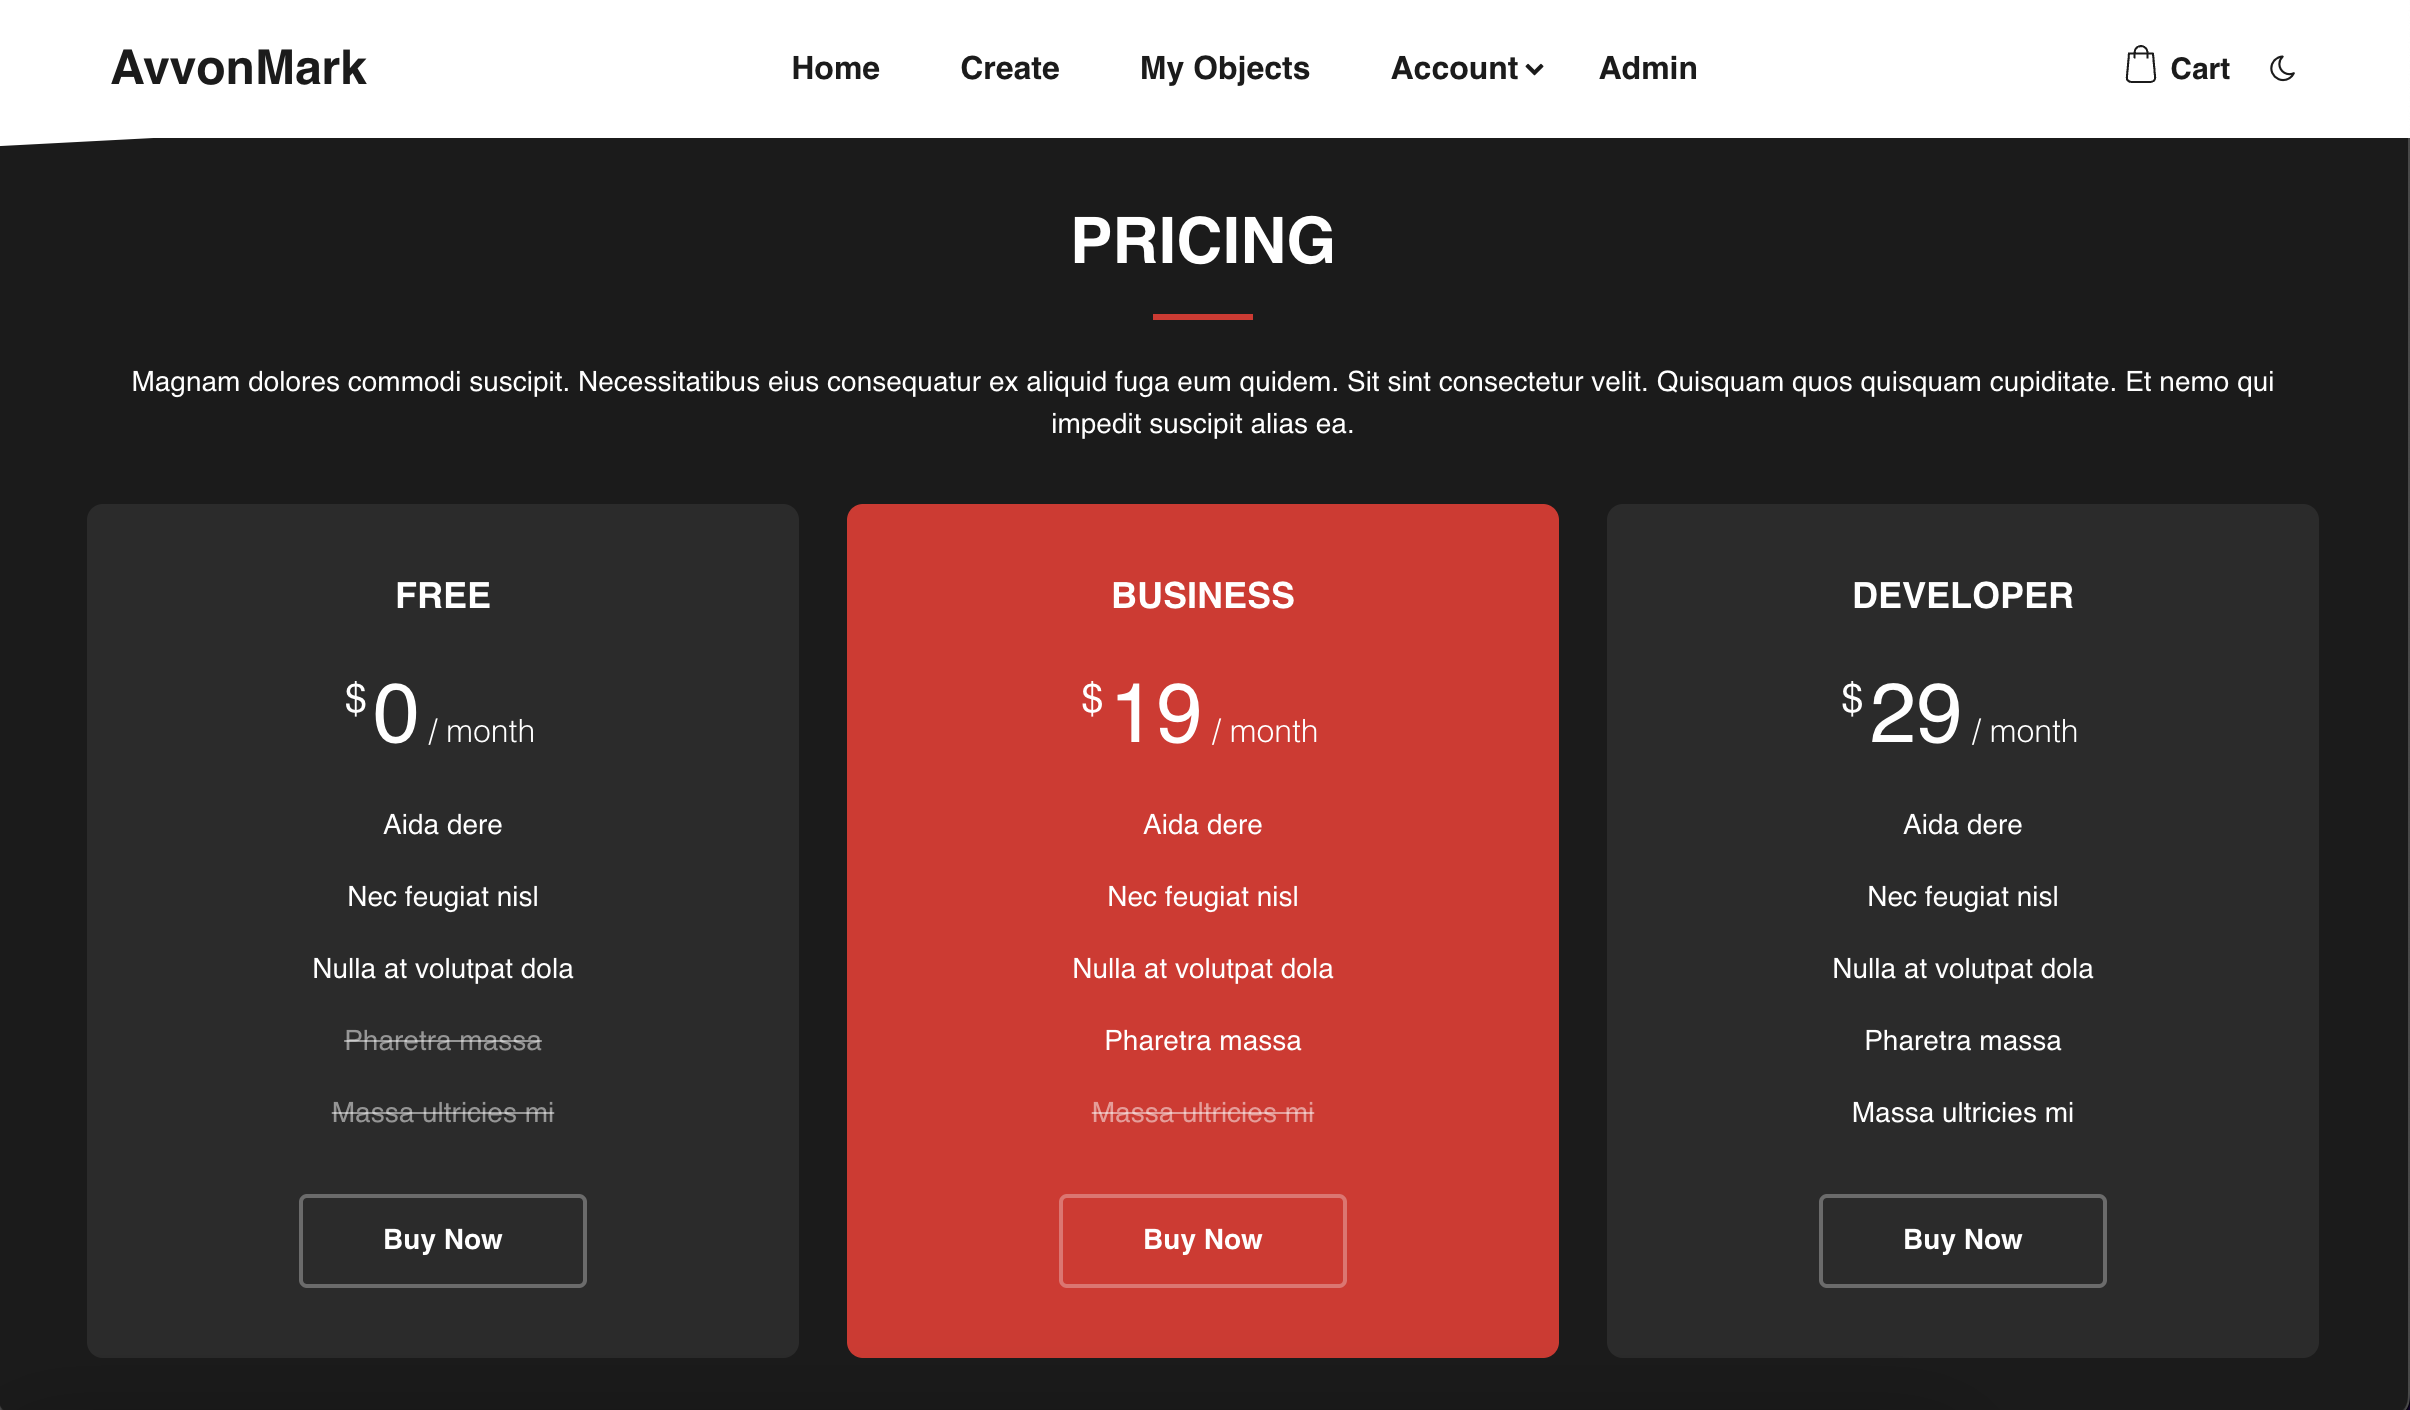 AvvonMark
Home
Create
My Objects
Account
Admin
Cart
PRICING
Magnam dolores commodi suscipit. Necessitatibus eius consequatur ex aliquid fuga eum quidem. Sit sint consectetur velit. Quisquam quos quisquam cupiditate. Et nemo qui
impedit suscipit alias ea.
FREE
$0 / month
Aida dere
Nec feugiat nisl
Nulla at volutpat dola
Pharetra massa
Massa ultricies mi
Buy Now
BUSINESS
$19 / month
Aida dere
Nec feugiat nisl
Nulla at volutpat dola
Pharetra massa
Massa ultricies mi
Buy Now
DEVELOPER
$29 / month
Aida dere
Nec feugiat nisl
Nulla at volutpat dola
Pharetra massa
Massa ultricies mi
Buy Now